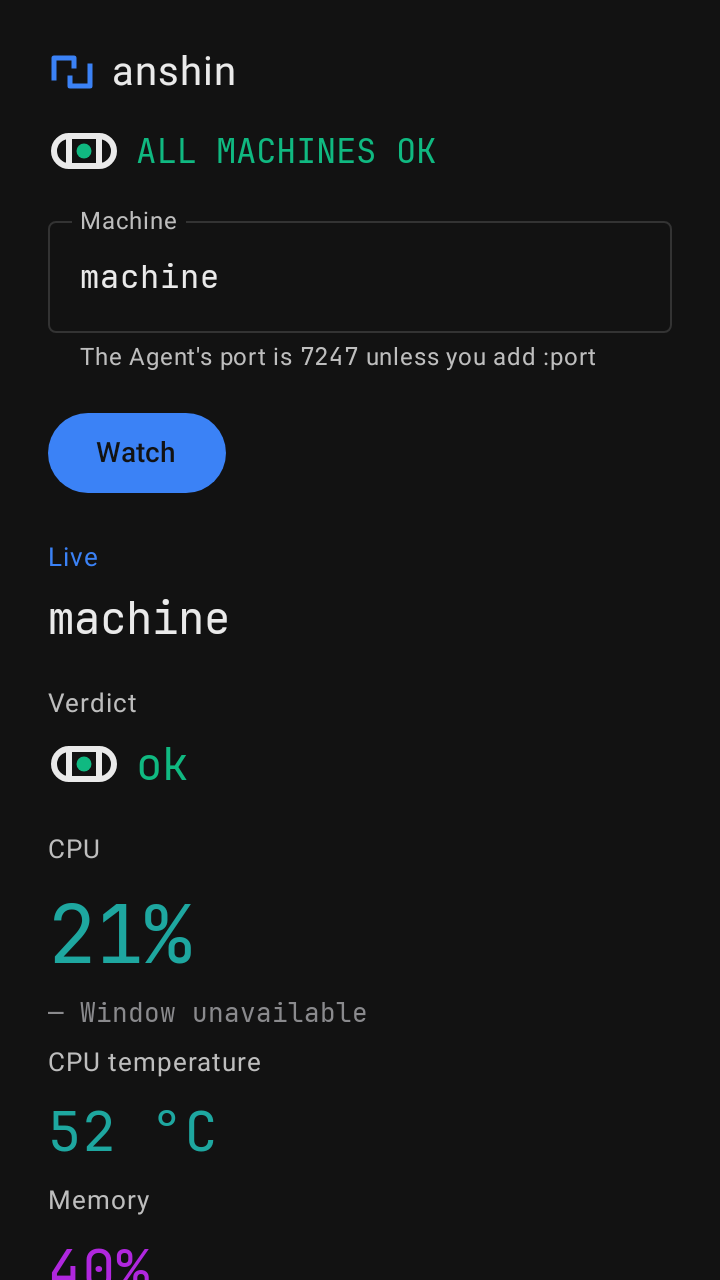 anshin
ALL MACHINES OK
Machine
machine
The Agent's port is 7247 unless you add :port
Watch
Live
machine
Verdict
ok
CPU
21%
— Window unavailable
CPU temperature
52 °C
Memory
40%